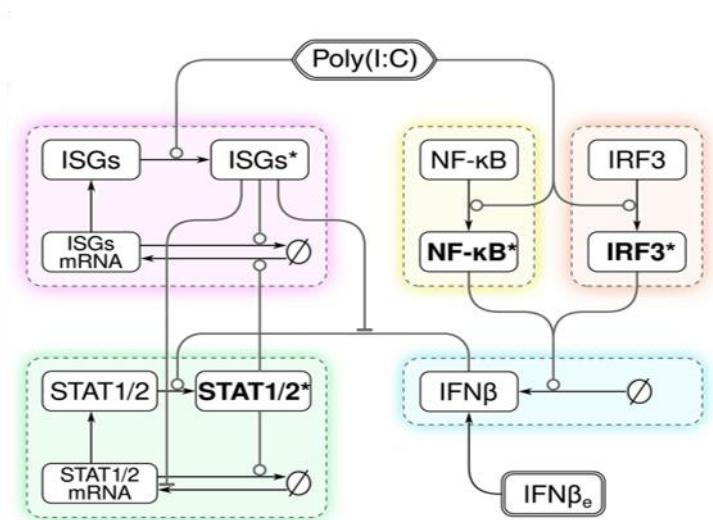 Poly(I:C)
ISGs
ISGs*
NF-κB
IRF3
ISGs
mRNA
∅
NF-κB*
IRF3*
STAT1/2
STAT1/2*
IFNβ
∅
STAT1/2
mRNA
∅
IFNβe